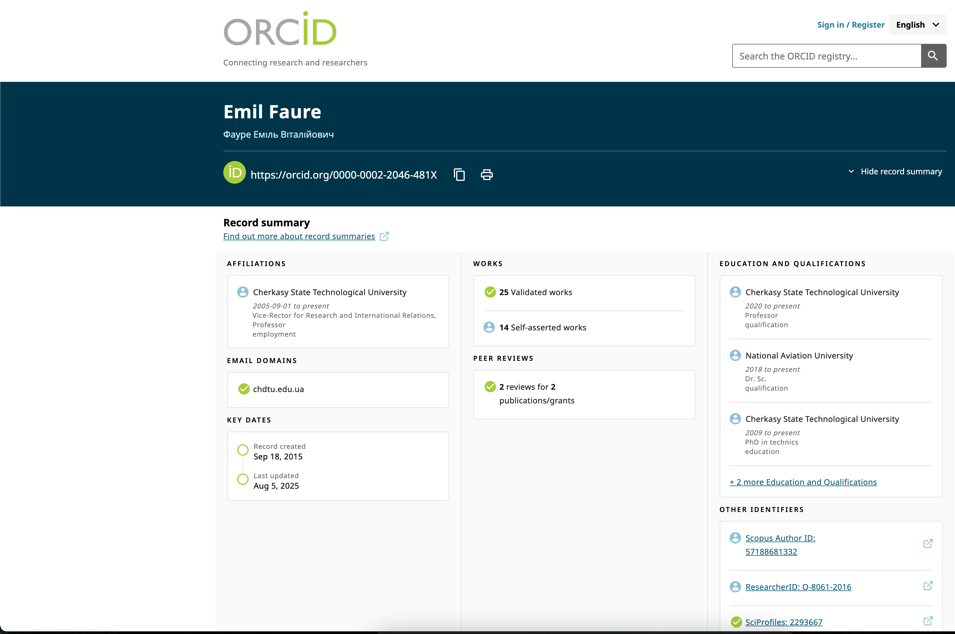 ORCID
Connecting research and researchers
Sign in / Register
English
Search the ORCID registry...
Emil Faure
Фауре Еміль Віталійович
iD https://orcid.org/0000-0002-2046-481X
Hide record summary
Record summary
Find out more about record summaries
AFFILIATIONS
Cherkasy State Technological University
2005-09-01 to present
Vice-Rector for Research and International Relations,
Professor
employment
EMAIL DOMAINS
chdtu.edu.ua
KEY DATES
Record created
Sep 18, 2015
Last updated
Aug 5, 2025
WORKS
25 Validated works
14 Self-asserted works
PEER REVIEWS
2 reviews for 2
publications/grants
EDUCATION AND QUALIFICATIONS
Cherkasy State Technological University
2020 to present
Professor
qualification
National Aviation University
2018 to present
Dr. Sc.
qualification
Cherkasy State Technological University
2009 to present
PhD in technics
education
+ 2 more Education and Qualifications
OTHER IDENTIFIERS
Scopus Author ID:
57188681332
ResearcherID: Q-8061-2016
SciProfiles: 2293667